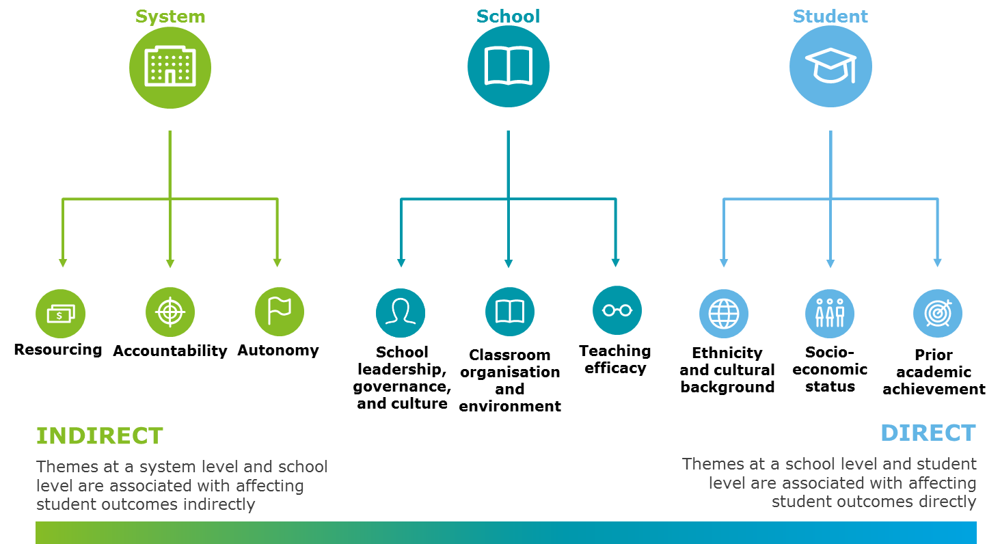 System
School
Student
$
Resourcing
Accountability
Autonomy
School
leadership,
governance,
and culture
Classroom
organisation
and
environment
Teaching
efficacy
Ethnicity
and cultural
background
Socio-
economic
status
Prior
academic
achievement
INDIRECT
Themes at a system level and school
level are associated with affecting
student outcomes indirectly
DIRECT
Themes at a school level and student
level are associated with affecting
student outcomes directly